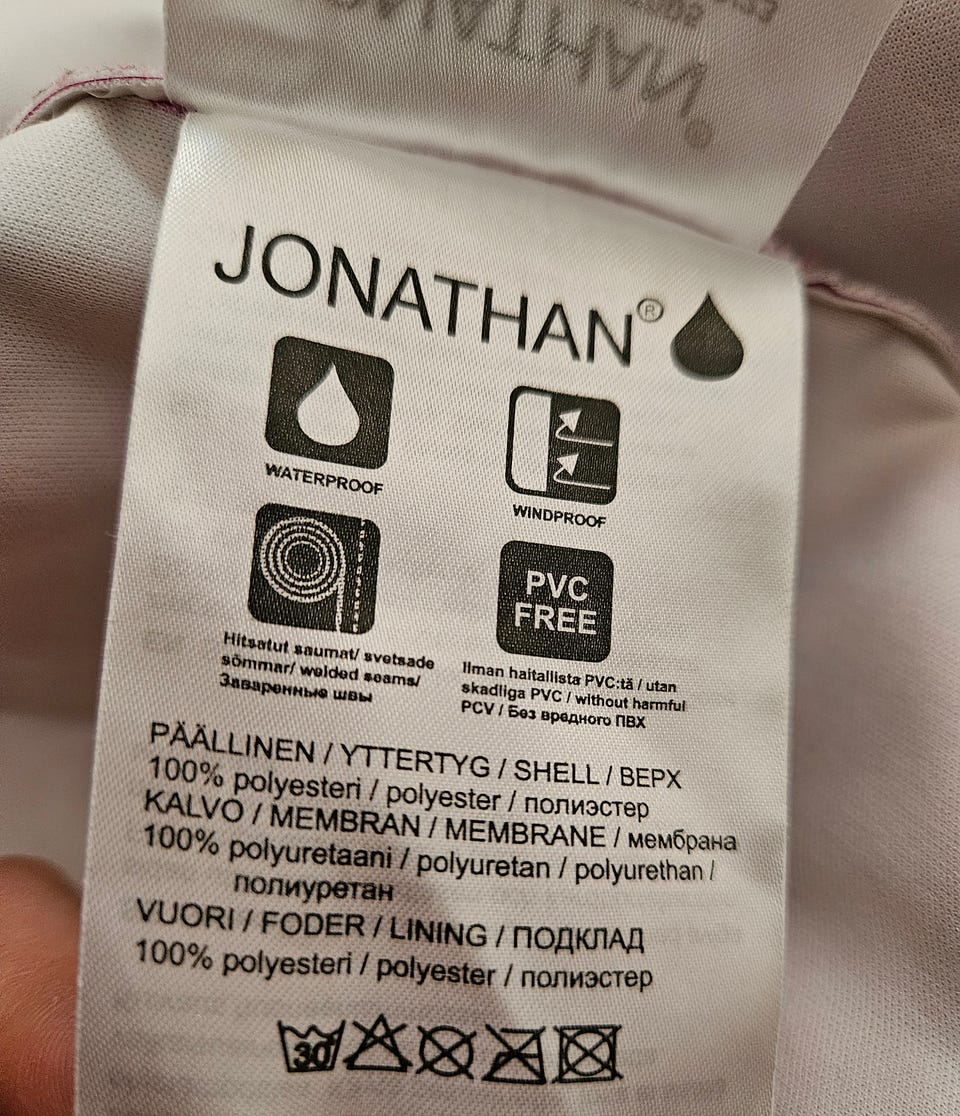 JONATHAN®
WATERPROOF
WINDPROOF
PVC
FREE
Hitsatut saumat/ svetsade
sömmar/ welded seams/
Заваренные швы
Ilman haitallista PVC:tä / utan
skadliga PVC / without harmful
PCV / Без вредного ПВХ
PÄÄLLINEN / YTTERTYG / SHELL / ВЕРХ
100% polyesteri / polyester / полиэстер
KALVO / MEMBRAN / MEMBRANE / мембрана
100% polyuretaani / polyuretan / polyurethan /
полиуретан
VUORI / FODER / LINING / ПОДКЛАД
100% polyesteri / polyester / полиэстер
30